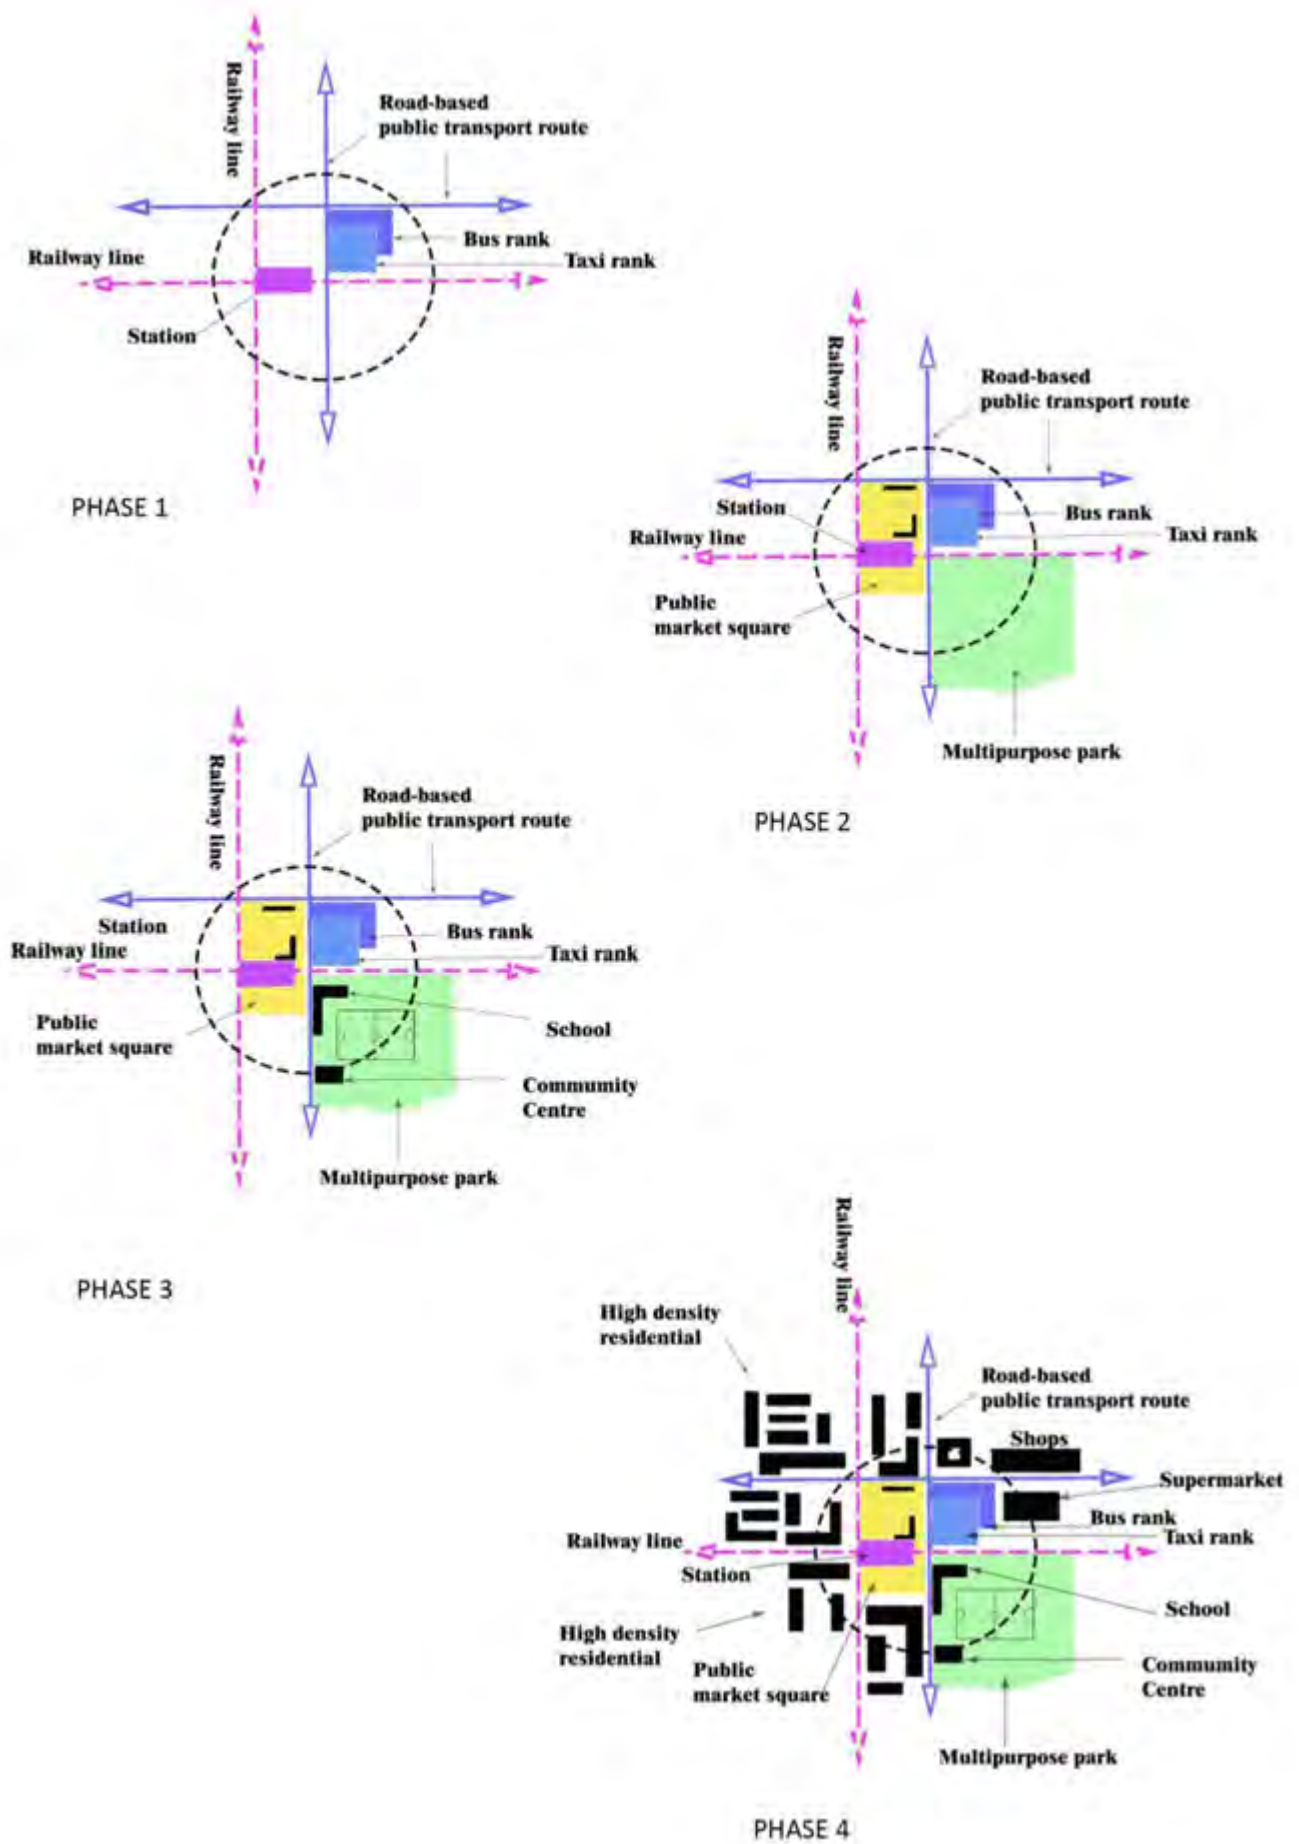 Railway line
Road-based
public transport route
Bus rank
Railway line
Taxi rank
Station
PHASE 1
Railway line
Road-based
public transport route
Station
Bus rank
Railway line
Taxi rank
Public
market square
Multipurpose park
PHASE 2
Railway line
Road-based
public transport route
Station
Bus rank
Railway line
Taxi rank
Public
market square
School
Commumity
Centre
Multipurpose park
PHASE 3
Railway line
High density
residential
Road-based
public transport route
Shops
Supermarket
Bus rank
Taxi rank
Railway line
Station
School
High density
residential
Public
market square
Commumity
Centre
Multipurpose park
PHASE 4